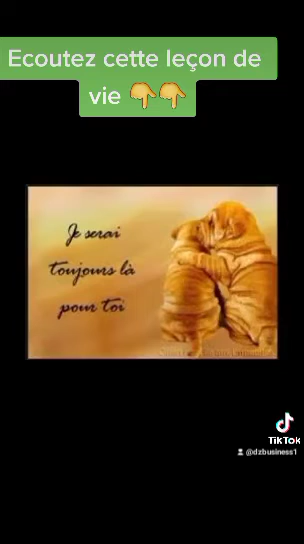 Ecoutez cette leçon de
vie 👇👇
Je serai
toujours là
pour toi
TikTok
@dzbusiness1